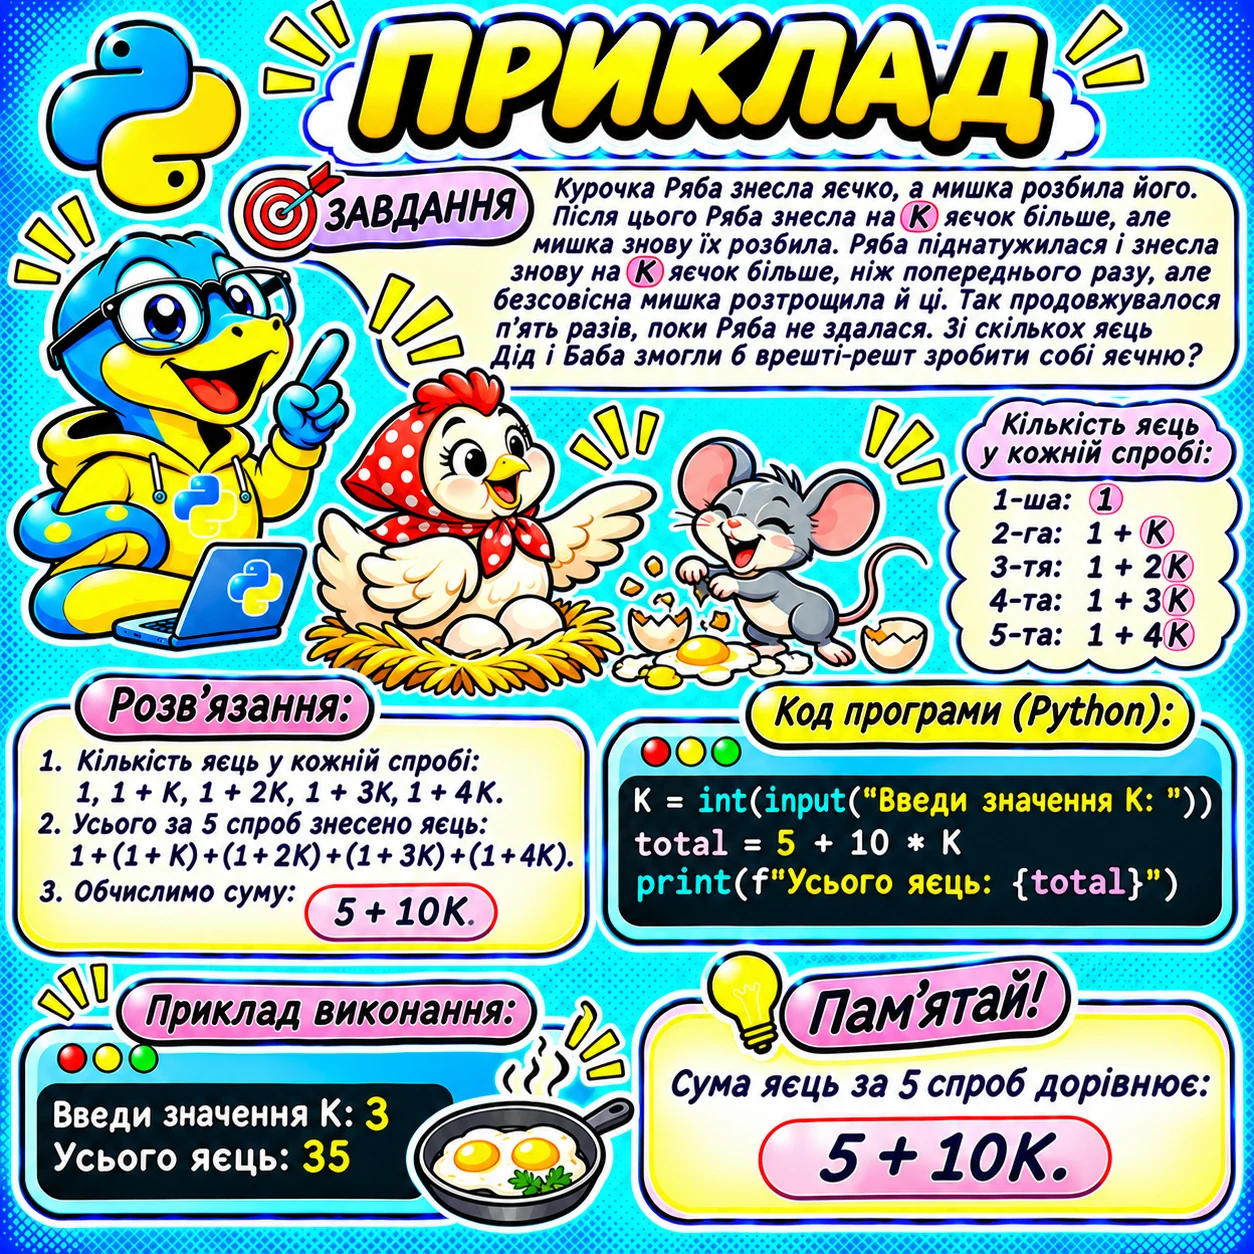 ПРИКЛАД
ЗАВДАННЯ
Курочка Ряба знесла яєчко, а мишка розбила його.
Після цього Ряба знесла на K яєчок більше, але
мишка знову їх розбила. Ряба піднатужилася і знесла
знову на K яєчок більше, ніж попереднього разу, але
безсовісна мишка розтрощила й ці. Так продовжувалося
п’ять разів, поки Ряба не здалася. Зі скількох яєць
Дід і Баба змогли б врешті-решт зробити собі яєчню?
Кількість яєць
у кожній спробі:
1-ша: 1
2-га: 1 + K
3-тя: 1 + 2K
4-та: 1 + 3K
5-та: 1 + 4K
Розв’язання:
1. Кількість яєць у кожній спробі:
1, 1 + K, 1 + 2K, 1 + 3K, 1 + 4K.
2. Усього за 5 спроб знесено яєць:
1+(1+K)+(1+2K)+(1+3K)+(1+4K).
3. Обчислимо суму:
5 + 10K.
Код програми (Python):
K = int(input(“Введи значення K: ”))
total = 5 + 10 * K
print(f"Усього яєць: {total}”)
Приклад виконання:
Введи значення K: 3
Усього яєць: 35
Пам’ятай!
Сума яєць за 5 спроб дорівнює:
5 + 10K.